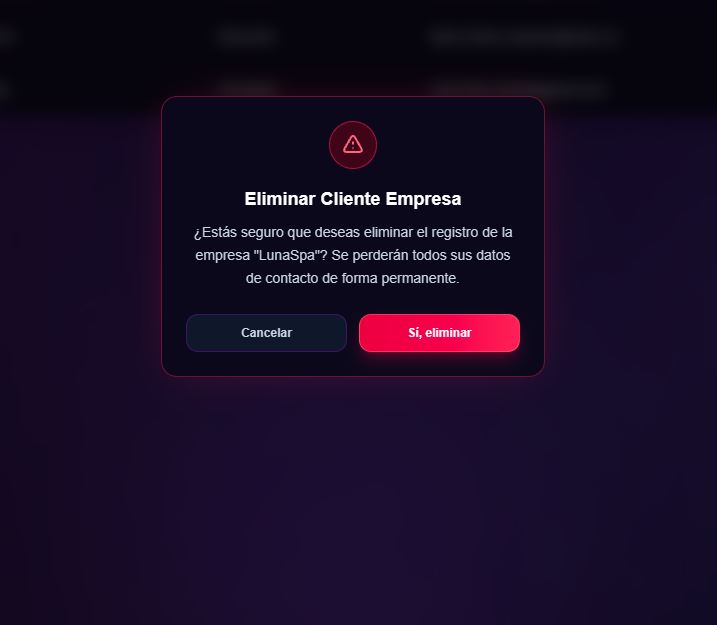 Eliminar Cliente Empresa
¿Estás seguro que deseas eliminar el registro de la
empresa "LunaSpa"? Se perderán todos sus datos
de contacto de forma permanente.
Cancelar
Sí, eliminar